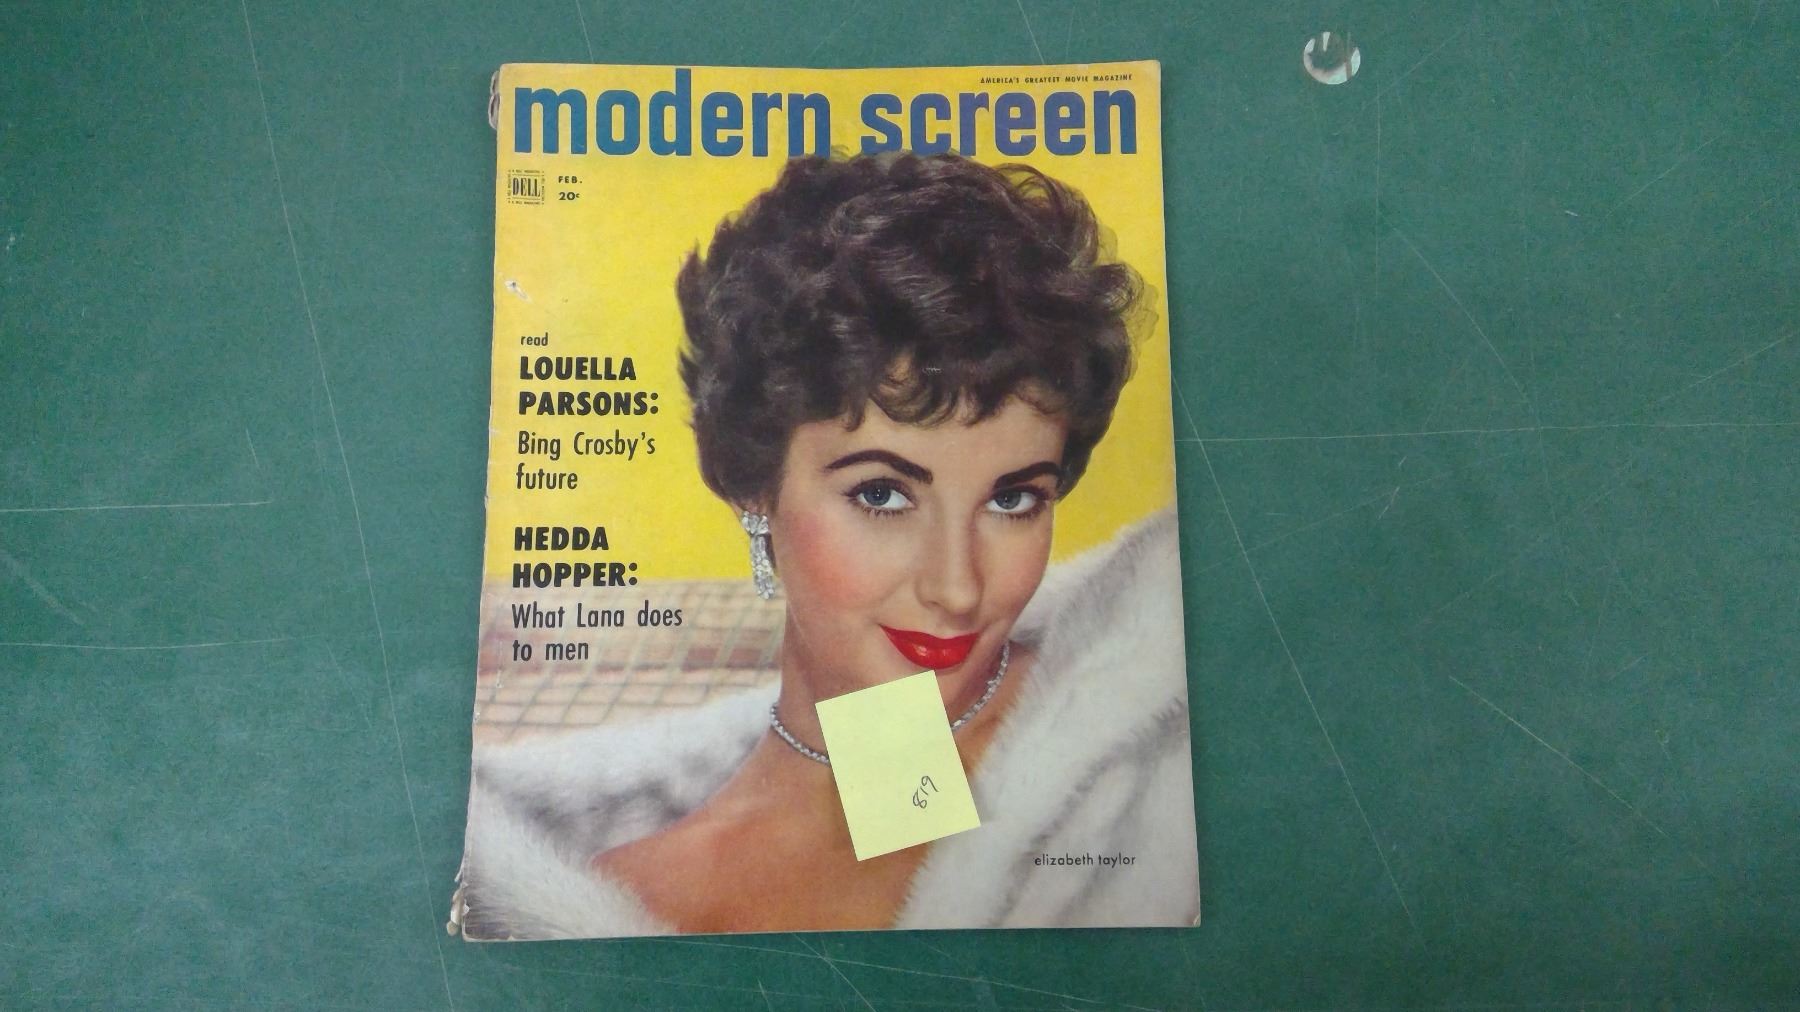 AMERICA'S GREATEST MOVIE MAGAZINE
modern screen
DELL
FEB.
20¢
read
LOUELLA
PARSONS:
Bing Crosby's
future
HEDDA
HOPPER:
What Lana does
to men
819
elizabeth taylor